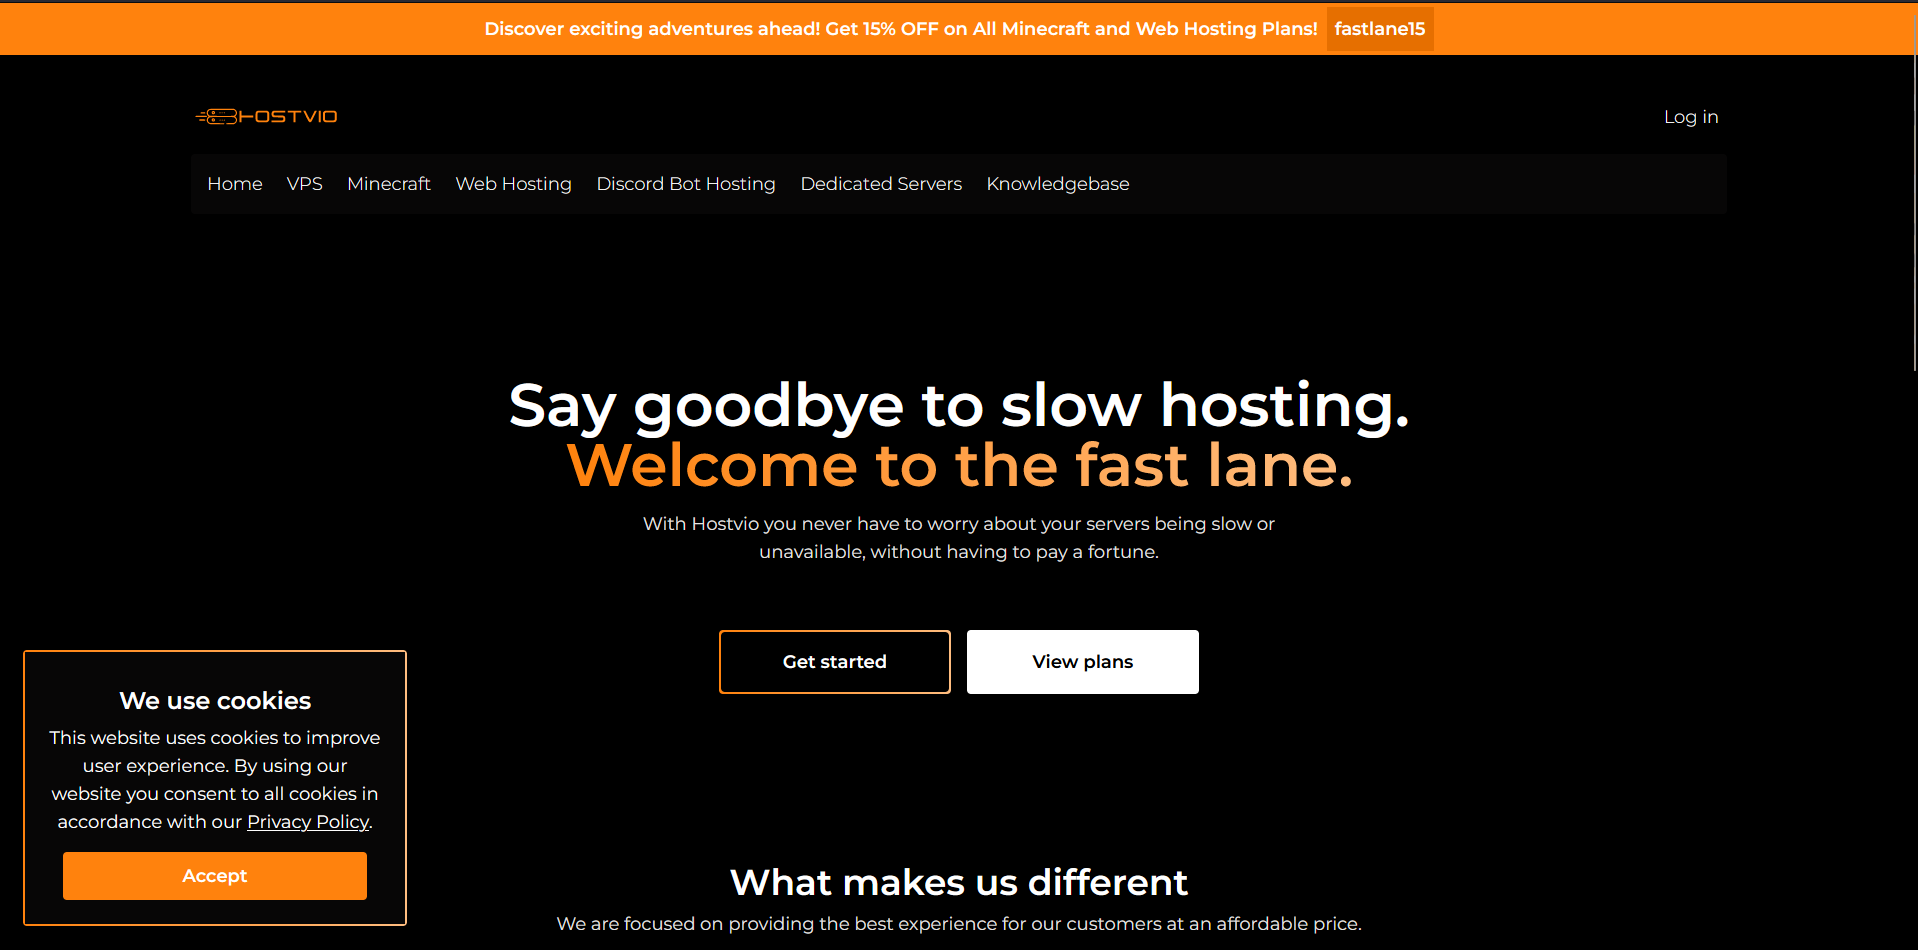 Discover exciting adventures ahead! Get 15% OFF on All Minecraft and Web Hosting Plans! fastlane15
HOSTVIO
Log in
Home VPS Minecraft Web Hosting Discord Bot Hosting Dedicated Servers Knowledgebase
Say goodbye to slow hosting.
Welcome to the fast lane.
With Hostvio you never have to worry about your servers being slow or
unavailable, without having to pay a fortune.
Get started View plans
We use cookies
This website uses cookies to improve
user experience. By using our
website you consent to all cookies in
accordance with our Privacy Policy.
Accept
What makes us different
We are focused on providing the best experience for our customers at an affordable price.